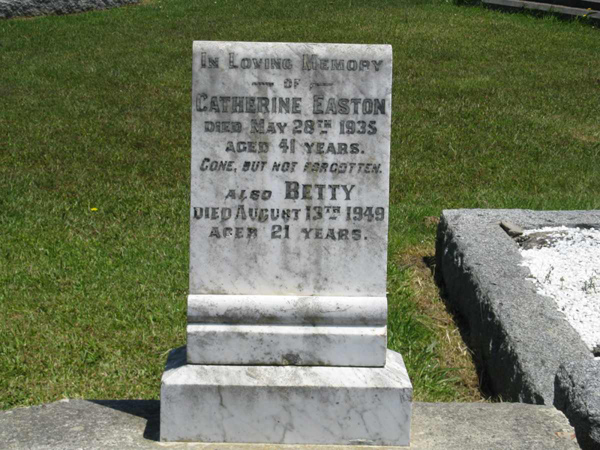 IN LOVING MEMORY
OF
CATHERINE EASTON
DIED MAY 28TH 1935
AGED 41 YEARS.
GONE, BUT NOT FORGOTTEN.
ALSO BETTY
DIED AUGUST 13TH 1949
AGED 21 YEARS.